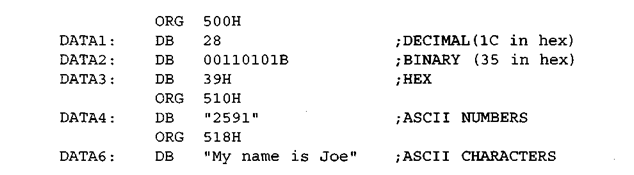 ORG 500H
DATA1: DB 28 ;DECIMAL(1C in hex)
DATA2: DB 00110101B ;BINARY (35 in hex)
DATA3: DB 39H ;HEX
ORG 510H
DATA4: DB "2591" ;ASCII NUMBERS
ORG 518H
DATA6: DB "My name is Joe" ;ASCII CHARACTERS